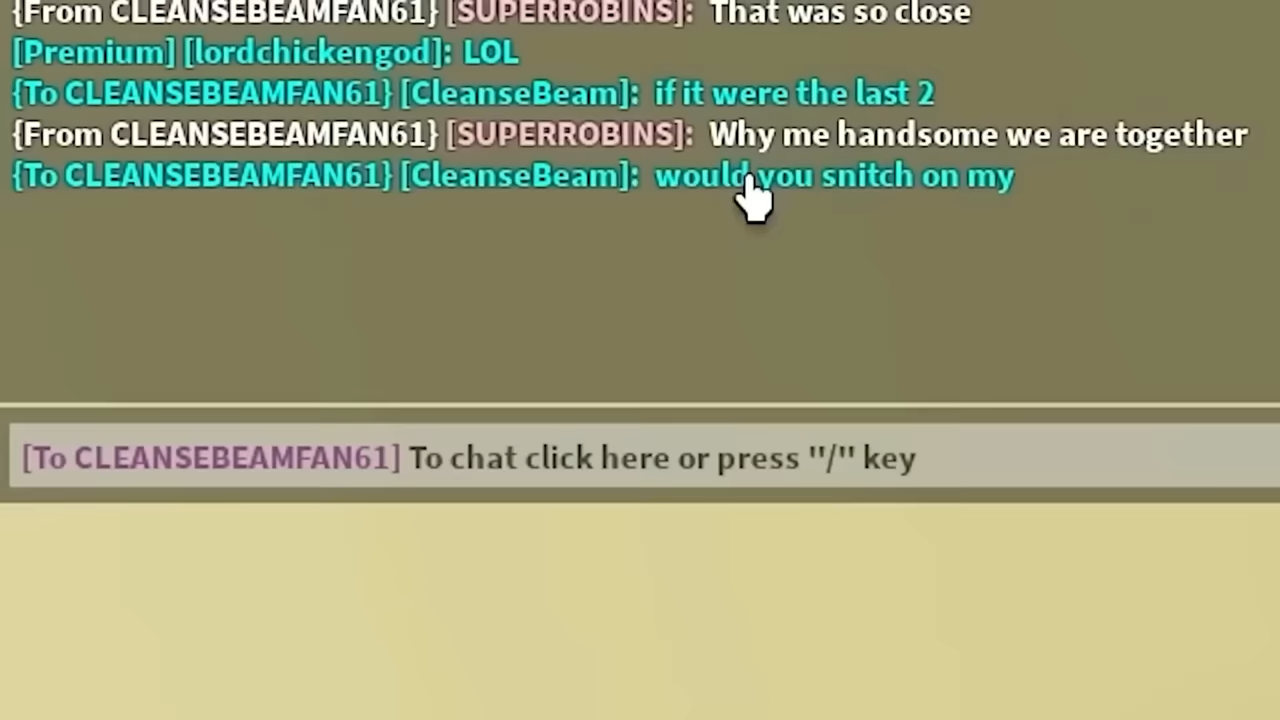 {From CLEANSEBEAMFAN61} [SUPERROBINS]: That was so close
[Premium] [lordchickengod]: LOL
{To CLEANSEBEAMFAN61} [CleanseBeam]: if it were the last 2
{From CLEANSEBEAMFAN61} [SUPERROBINS]: Why me handsome we are together
{To CLEANSEBEAMFAN61} [CleanseBeam]: would you snitch on my
[To CLEANSEBEAMFAN61] To chat click here or press "/" key